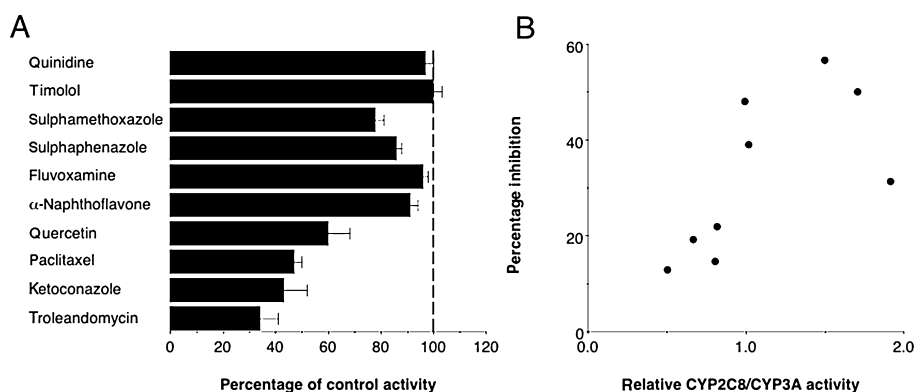 A
Quinidine
Timolol
Sulphamethoxazole
Sulphaphenazole
Fluvoxamine
α-Naphthoflavone
Quercetin
Paclitaxel
Ketoconazole
Troleandomycin
0 20 40 60 80 100 120
Percentage of control activity
B
60
40
20
0
Percentage inhibition
0.0 1.0 2.0
Relative CYP2C8/CYP3A activity